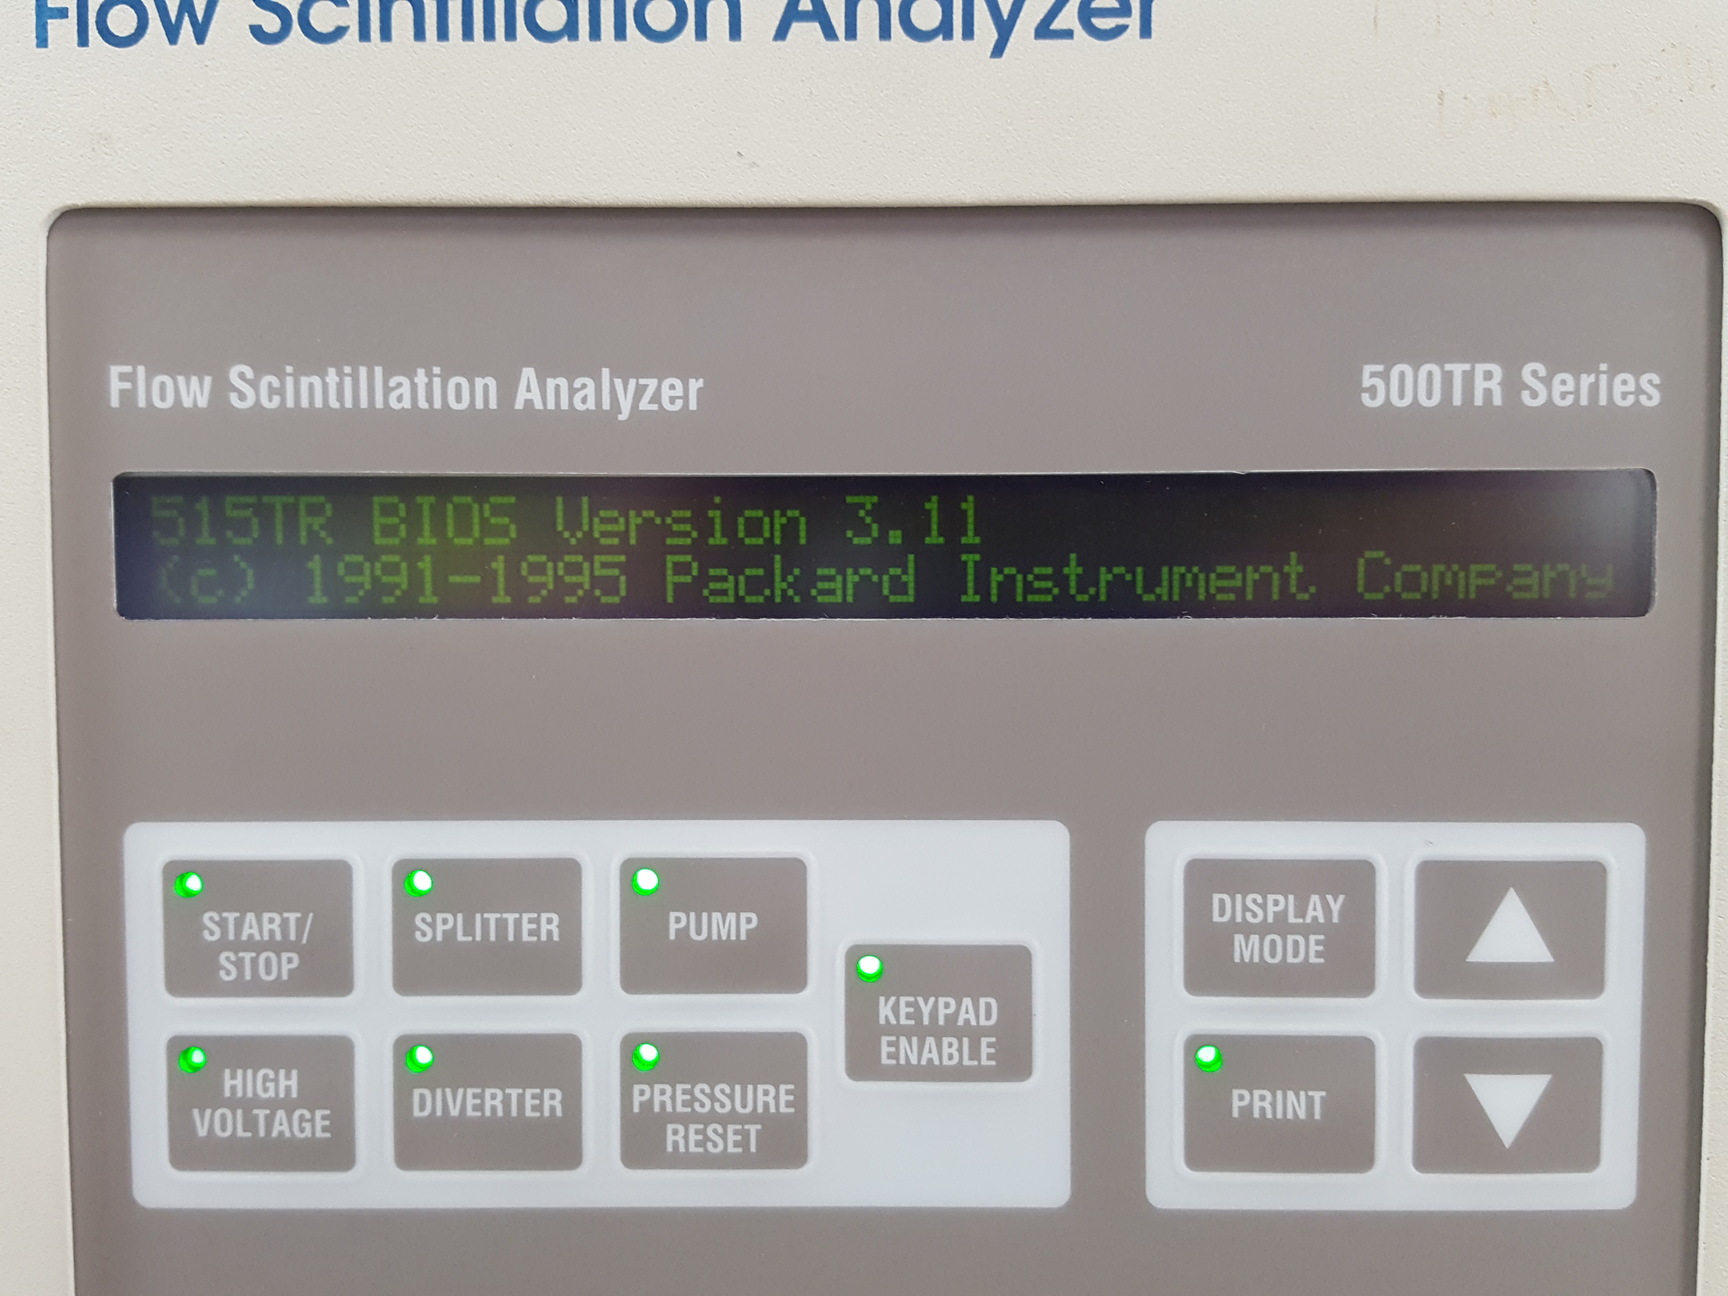 Flow Scintillation Analyzer
Flow Scintillation Analyzer
500TR Series
515TR BIOS Version 3.11
(c) 1991-1995 Packard Instrument Company
START/
STOP
SPLITTER
PUMP
KEYPAD
ENABLE
HIGH
VOLTAGE
DIVERTER
PRESSURE
RESET
DISPLAY
MODE
PRINT